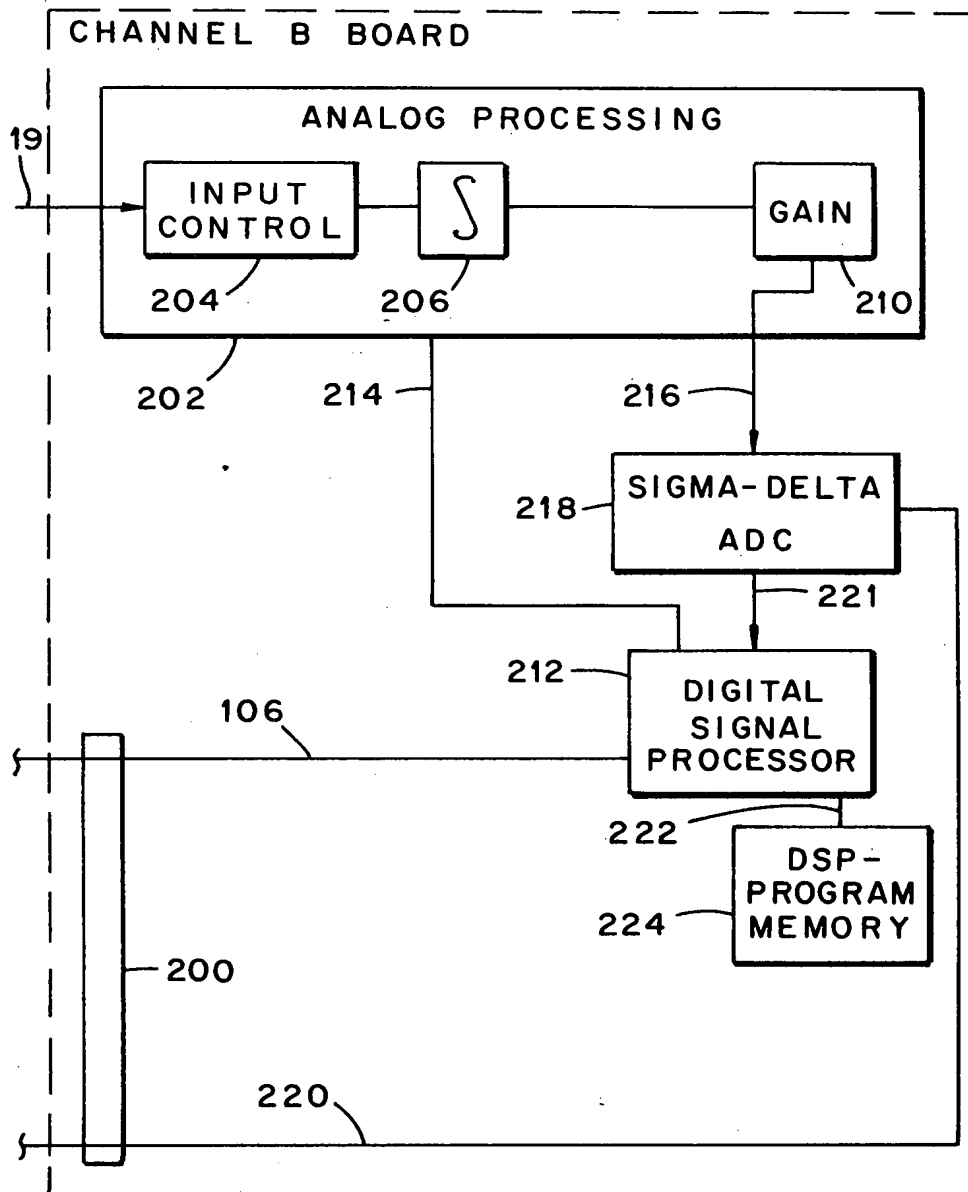 CHANNEL B BOARD
ANALOG PROCESSING
19
INPUT
CONTROL
∫
GAIN
204
206
210
202
214
216
SIGMA-DELTA
ADC
218
221
212
DIGITAL
SIGNAL
PROCESSOR
106
222
DSP-
PROGRAM
MEMORY
224
200
220